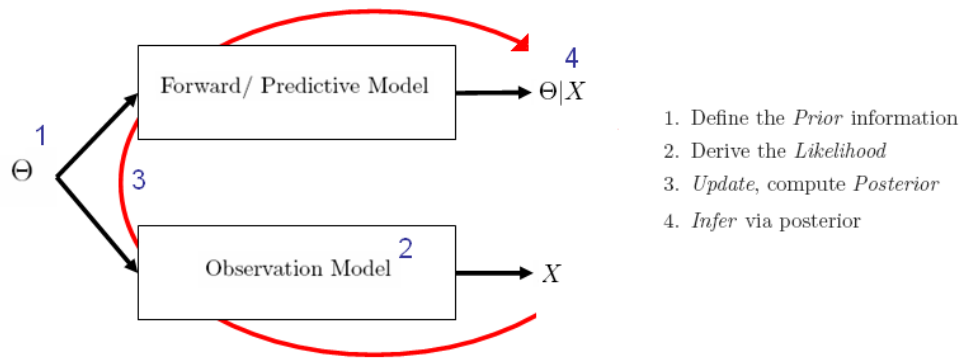 4
Forward/ Predictive Model
Θ|X
1
Θ
3
2
Observation Model
X
1. Define the Prior information
2. Derive the Likelihood
3. Update, compute Posterior
4. Infer via posterior